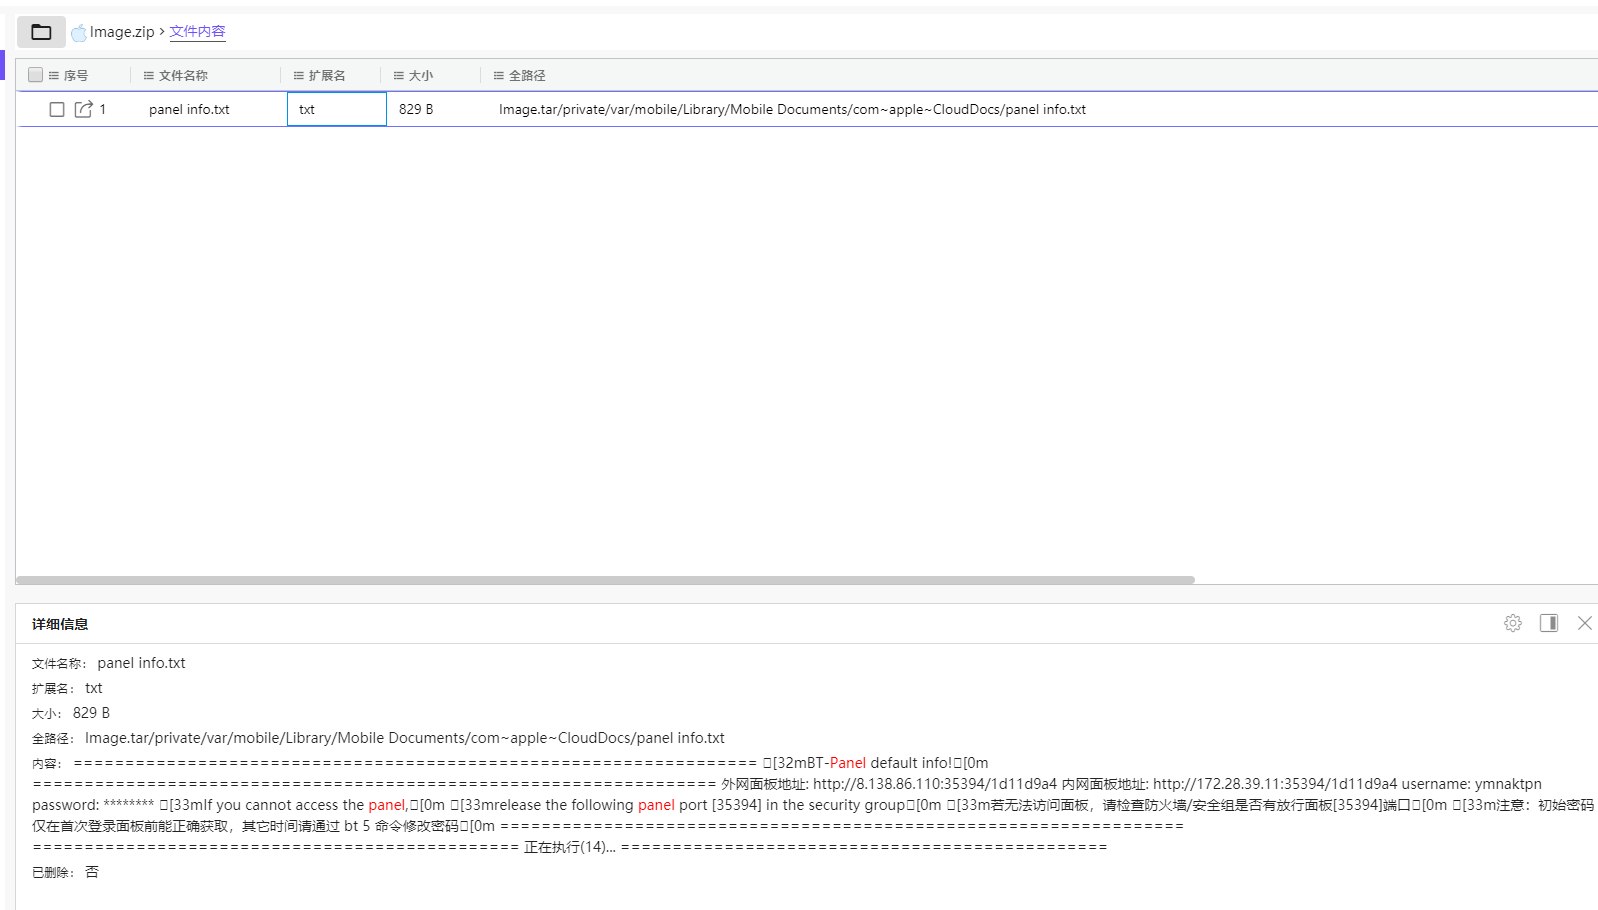 Image.zip > 文件内容
序号 文件名称 扩展名 大小 全路径
1 panel info.txt txt 829 B Image.tar/private/var/mobile/Library/Mobile Documents/com~apple~CloudDocs/panel info.txt
详细信息
文件名称： panel info.txt
扩展名： txt
大小： 829 B
全路径： Image.tar/private/var/mobile/Library/Mobile Documents/com~apple~CloudDocs/panel info.txt
内容： ================================================================== □[32mBT-Panel default info!□[0m
================================================================== 外网面板地址: http://8.138.86.110:35394/1d11d9a4 内网面板地址: http://172.28.39.11:35394/1d11d9a4 username: ymnaktpn
password: ******** □[33mIf you cannot access the panel,□[0m □[33mrelease the following panel port [35394] in the security group□[0m □[33m若无法访问面板，请检查防火墙/安全组是否有放行面板[35394]端口□[0m □[33m注意：初始密码
仅在首次登录面板前能正确获取，其它时间请通过 bt 5 命令修改密码□[0m ==================================================================
=============================================== 正在执行(14)... ===============================================
已删除： 否